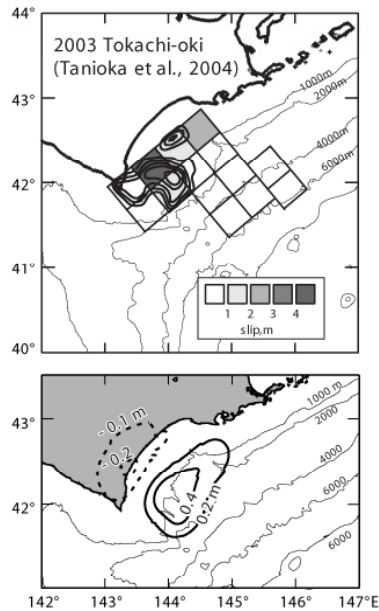 44°
2003 Tokachi-oki
(Tanioka et al., 2004)
43°
1000m
2000m
4000m
6000m
42°
41°
1 2 3 4
slip,m
40°
43°
- 0.1 m
- 0.2
0.4
0.2 m
1000 m
2000
4000
6000
6000
42°
142° 143° 144° 145° 146° 147°E